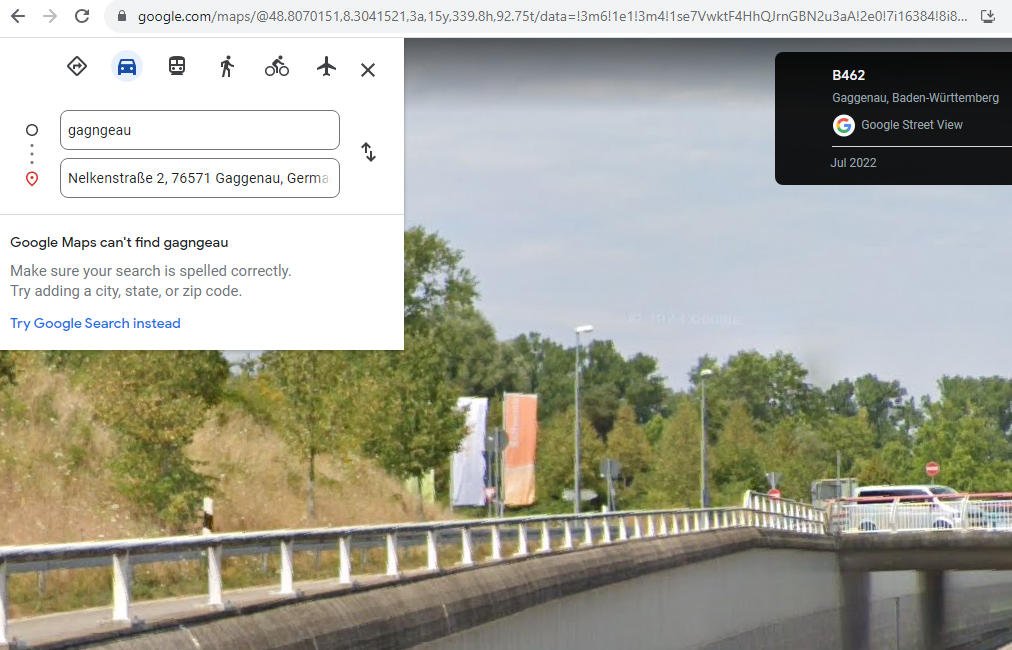 google.com/maps/@48.8070151,8.3041521,3a,15y,339.8h,92.75t/data=!3m6!1e1!3m4!1se7VwktF4HhQJrnGBN2u3aA!2e0!7i16384!8i8...
gagngeau
Nelkenstraße 2, 76571 Gaggenau, Germa
Google Maps can't find gagngeau
Make sure your search is spelled correctly.
Try adding a city, state, or zip code.
Try Google Search instead
B462
Gaggenau, Baden-Württemberg
Google Street View
Jul 2022